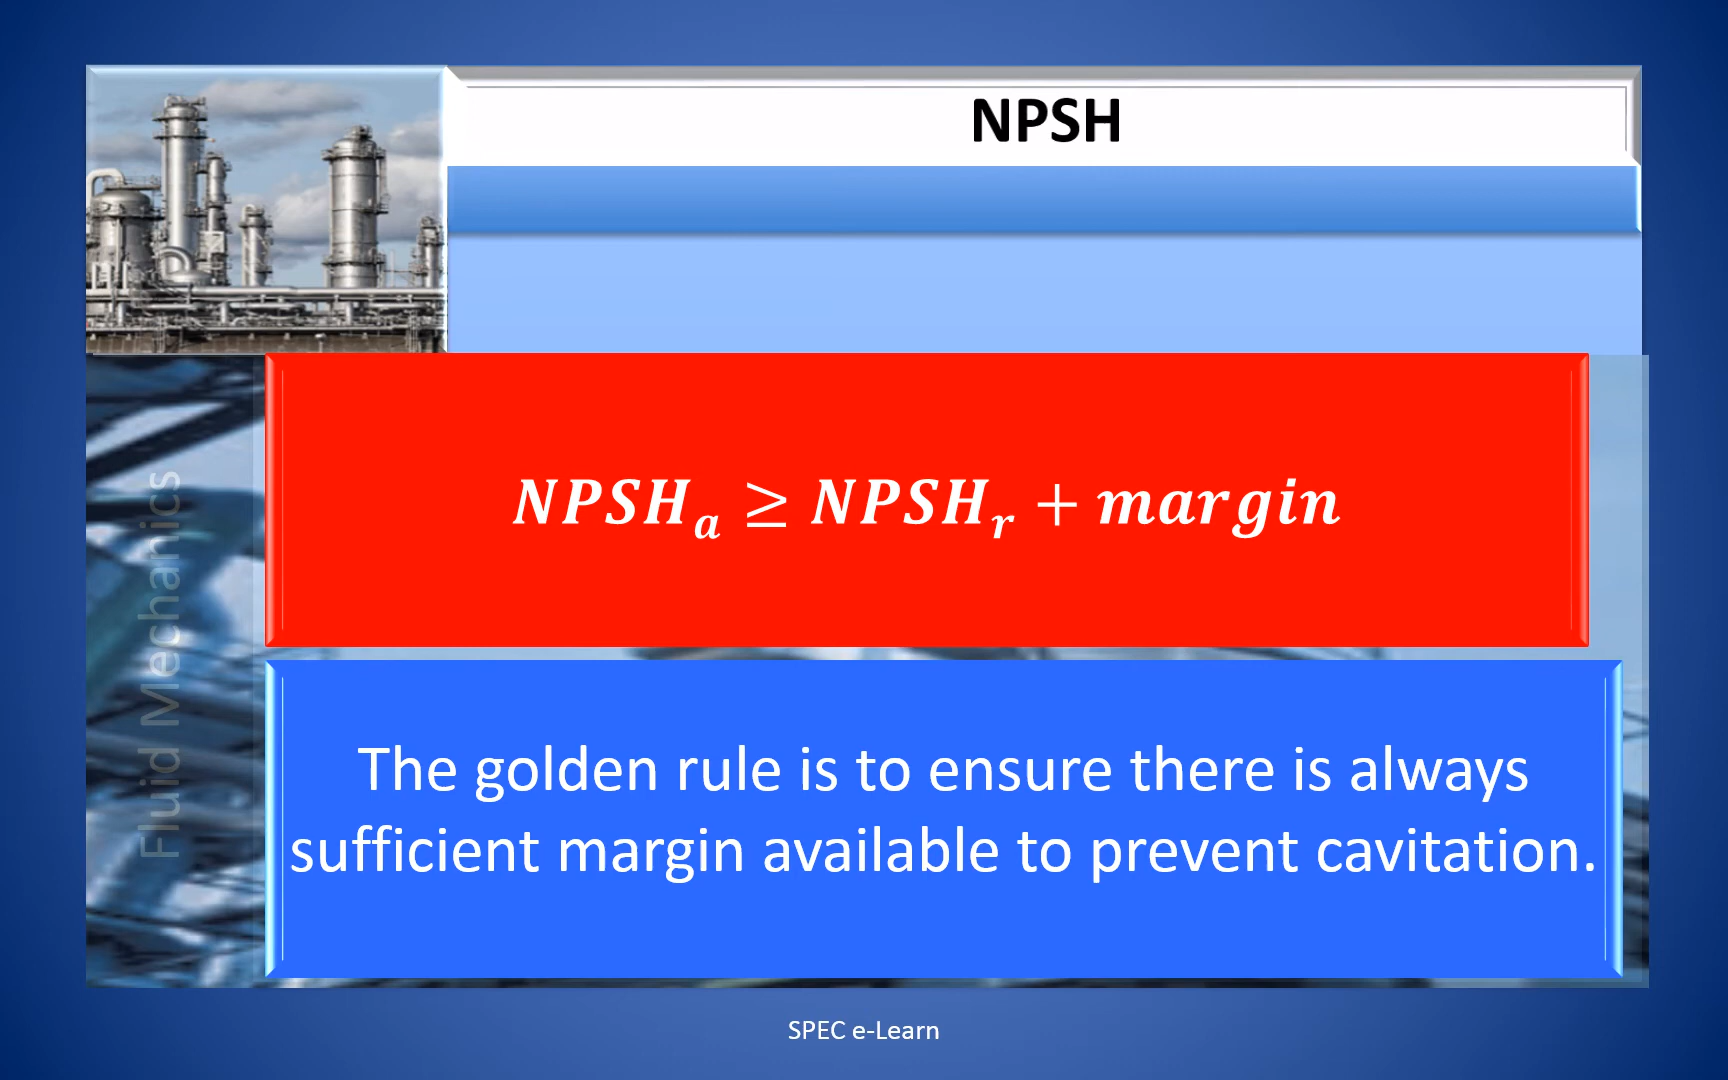 NPSH
NPSHₐ ≥ NPSHᵣ + margin
Fluid Mechanics
The golden rule is to ensure there is always
sufficient margin available to prevent cavitation.
SPEC e-Learn